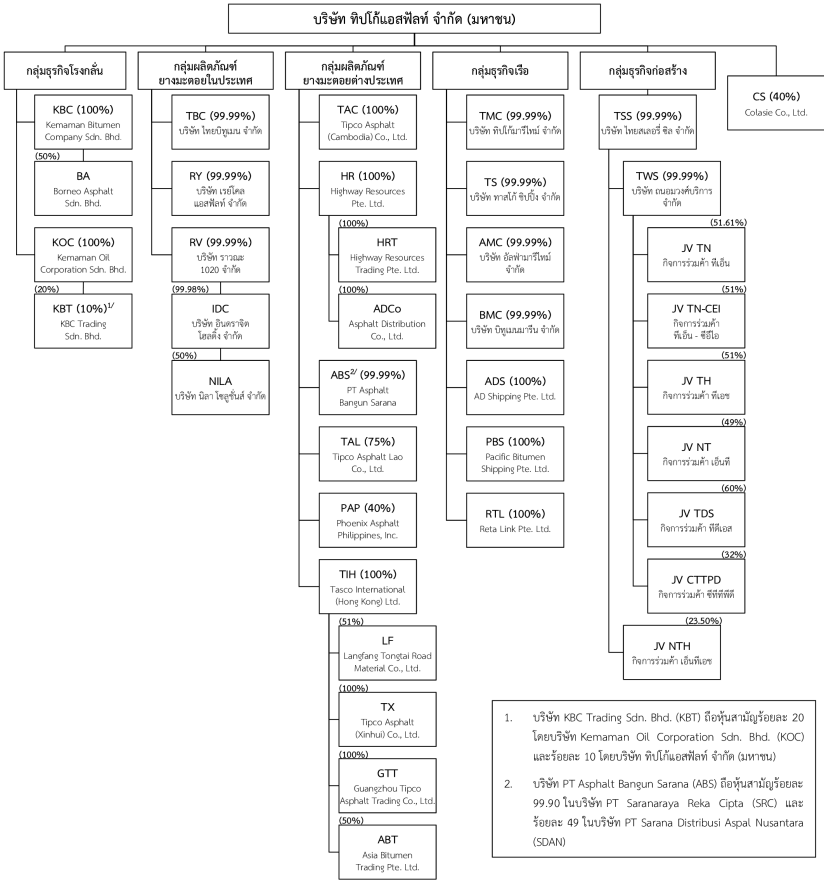 บริษัท ทิปโก้แอสฟัลท์ จำกัด (มหาชน)
กลุ่มธุรกิจโรงกลั่น
KBC (100%)
Kemaman Bitumen
Company Sdn. Bhd.
(50%)
BA
Borneo Asphalt
Sdn. Bhd.
KOC (100%)
Kemaman Oil
Corporation Sdn. Bhd.
(20%)
KBT (10%)1/
KBC Trading
Sdn. Bhd.
กลุ่มผลิตภัณฑ์
ยางมะตอยในประเทศ
TBC (99.99%)
บริษัท ไทยบิทูเมน จำกัด
RY (99.99%)
บริษัท เรย์โคล
แอสฟัลท์ จำกัด
RV (99.99%)
บริษัท ราวณะ
1020 จำกัด
(99.98%)
IDC
บริษัท อินตราจิต
โฮลดิ้ง จำกัด
(50%)
NILA
บริษัท นิลา โซลูชั่นส์ จำกัด
กลุ่มผลิตภัณฑ์
ยางมะตอยต่างประเทศ
TAC (100%)
Tipco Asphalt
(Cambodia) Co., Ltd.
HR (100%)
Highway Resources
Pte. Ltd.
(100%)
HRT
Highway Resources
Trading Pte. Ltd.
(100%)
ADCo
Asphalt Distribution
Co., Ltd.
ABS2/ (99.99%)
PT Asphalt
Bangun Sarana
TAL (75%)
Tipco Asphalt Lao
Co., Ltd.
PAP (40%)
Phoenix Asphalt
Philippines, Inc.
TIH (100%)
Tasco International
(Hong Kong) Ltd.
(51%)
LF
Langfang Tongtai Road
Material Co., Ltd.
(100%)
TX
Tipco Asphalt
(Xinhui) Co., Ltd.
(100%)
GTT
Guangzhou Tipco
Asphalt Trading Co., Ltd.
(50%)
ABT
Asia Bitumen
Trading Pte. Ltd.
กลุ่มธุรกิจเรือ
TMC (99.99%)
บริษัท ทิปโก้มารีไทม์ จำกัด
TS (99.99%)
บริษัท ทาสโก้ ชิปปิ้ง จำกัด
AMC (99.99%)
บริษัท อัลฟ่ามารีไทม์
จำกัด
BMC (99.99%)
บริษัท บิทูเมนมารีน จำกัด
ADS (100%)
AD Shipping Pte. Ltd.
PBS (100%)
Pacific Bitumen
Shipping Pte. Ltd.
RTL (100%)
Reta Link Pte. Ltd.
กลุ่มธุรกิจก่อสร้าง
TSS (99.99%)
บริษัท ไทยสเลอรี่ ซิล จำกัด
TWS (99.99%)
บริษัท ถนอมวงศ์บริการ
จำกัด
(51.61%)
JV TN
กิจการร่วมค้า ทีเอ็น
(51%)
JV TN-CEI
กิจการร่วมค้า
ทีเอ็น - ซีอีไอ
(51%)
JV TH
กิจการร่วมค้า ทีเอช
(49%)
JV NT
กิจการร่วมค้า เอ็นที
(60%)
JV TDS
กิจการร่วมค้า ทีดีเอส
(32%)
JV CTTPD
กิจการร่วมค้า ซีทีทีพีดี
(23.50%)
JV NTH
กิจการร่วมค้า เอ็นทีเอช
CS (40%)
Colasie Co., Ltd.
1. บริษัท KBC Trading Sdn. Bhd. (KBT) ถือหุ้นสามัญร้อยละ 20
โดยบริษัท Kemaman Oil Corporation Sdn. Bhd. (KOC)
และร้อยละ 10 โดยบริษัท ทิปโก้แอสฟัลท์ จำกัด (มหาชน)
2. บริษัท PT Asphalt Bangun Sarana (ABS) ถือหุ้นสามัญร้อยละ
99.90 ในบริษัท PT Saranaraya Reka Cipta (SRC) และ
ร้อยละ 49 ในบริษัท PT Sarana Distribusi Aspal Nusantara
(SDAN)